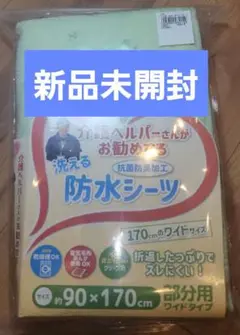 新品未開封
介護ヘルパーさんが
お勧めする
洗える
抗菌防臭加工
防水シーツ
170cmのワイドサイズ
折返したっぷりで
ズレにくい!
サイズ
約90×170cm
部分用
ワイドタイプ